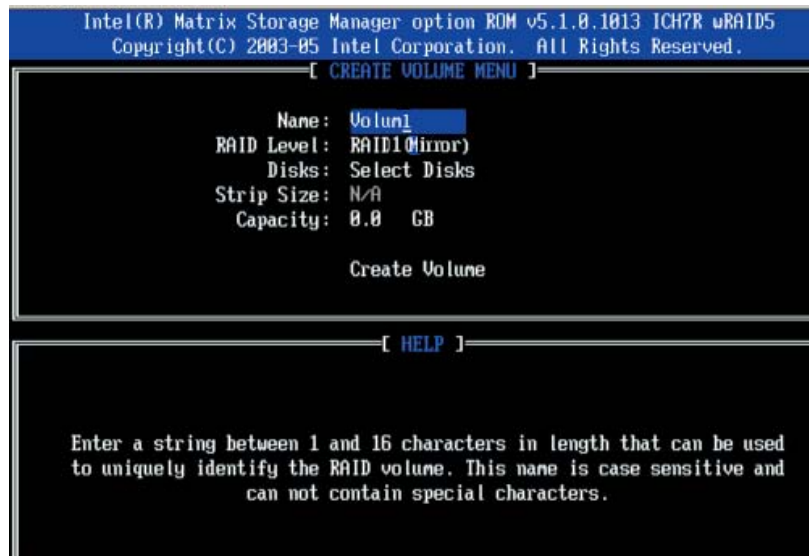 Intel(R) Matrix Storage Manager option ROM v5.1.0.1013 ICH7R wRAID5
Copyright(C) 2003-05 Intel Corporation. All Rights Reserved.
[ CREATE VOLUME MENU ]
Name: Volum1
RAID Level: RAID1(Mirror)
Disks: Select Disks
Strip Size: N/A
Capacity: 0.0 GB
Create Volume
[ HELP ]
Enter a string between 1 and 16 characters in length that can be used
to uniquely identify the RAID volume. This name is case sensitive and
can not contain special characters.